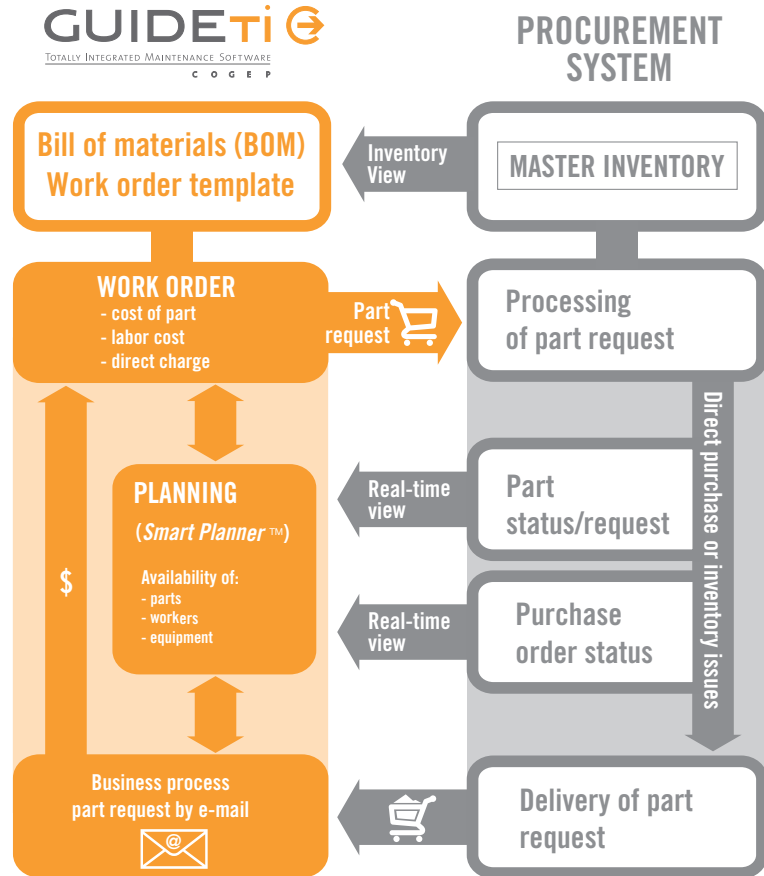 GUIDETi
TOTALLY INTEGRATED MAINTENANCE SOFTWARE
COGEP
PROCUREMENT
SYSTEM
Bill of materials (BOM)
Work order template
Inventory
View
MASTER INVENTORY
WORK ORDER
- cost of part
- labor cost
- direct charge
Part
request
Processing
of part request
Direct purchase or inventory issues
PLANNING
(Smart Planner ™)
Availability of:
- parts
- workers
- equipment
Real-time
view
Part
status/request
$
Real-time
view
Purchase
order status
Business process
part request by e-mail
@
Delivery of part
request